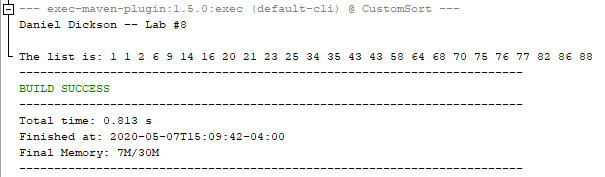 --- exec-maven-plugin:1.5.0:exec (default-cli) @ CustomSort ---
Daniel Dickson -- Lab #8
The list is: 1 1 2 6 9 14 16 20 21 23 25 34 35 43 43 58 64 68 70 75 76 77 82 86 88
------------------------------------------------------------------------
BUILD SUCCESS
------------------------------------------------------------------------
Total time: 0.813 s
Finished at: 2020-05-07T15:09:42-04:00
Final Memory: 7M/30M
------------------------------------------------------------------------